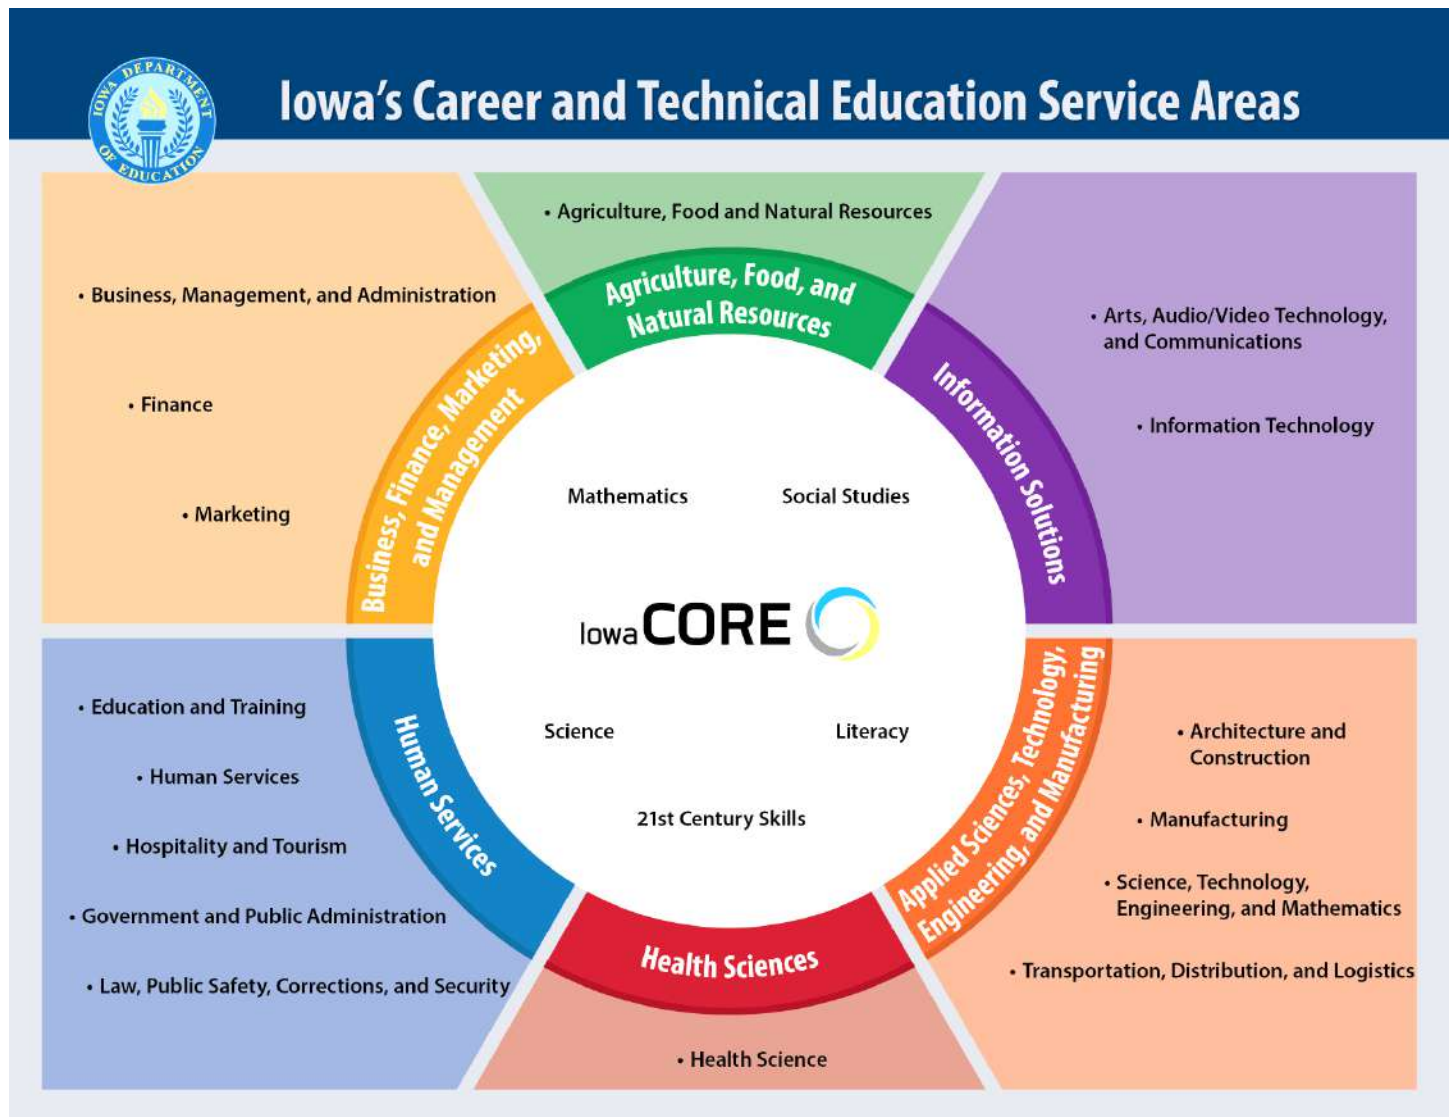 IOWA DEPARTMENT
OF EDUCATION
Iowa's Career and Technical Education Service Areas
• Agriculture, Food and Natural Resources
Agriculture, Food, and
Natural Resources
• Business, Management, and Administration
• Finance
• Marketing
Business, Finance, Marketing,
and Management
• Arts, Audio/Video Technology,
and Communications
• Information Technology
Information Solutions
Mathematics
Social Studies
Iowa CORE
Science
Literacy
21st Century Skills
• Education and Training
• Human Services
• Hospitality and Tourism
• Government and Public Administration
• Law, Public Safety, Corrections, and Security
Human Services
Applied Sciences, Technology,
Engineering, and Manufacturing
• Architecture and
Construction
• Manufacturing
• Science, Technology,
Engineering, and Mathematics
• Transportation, Distribution, and Logistics
Health Sciences
• Health Science